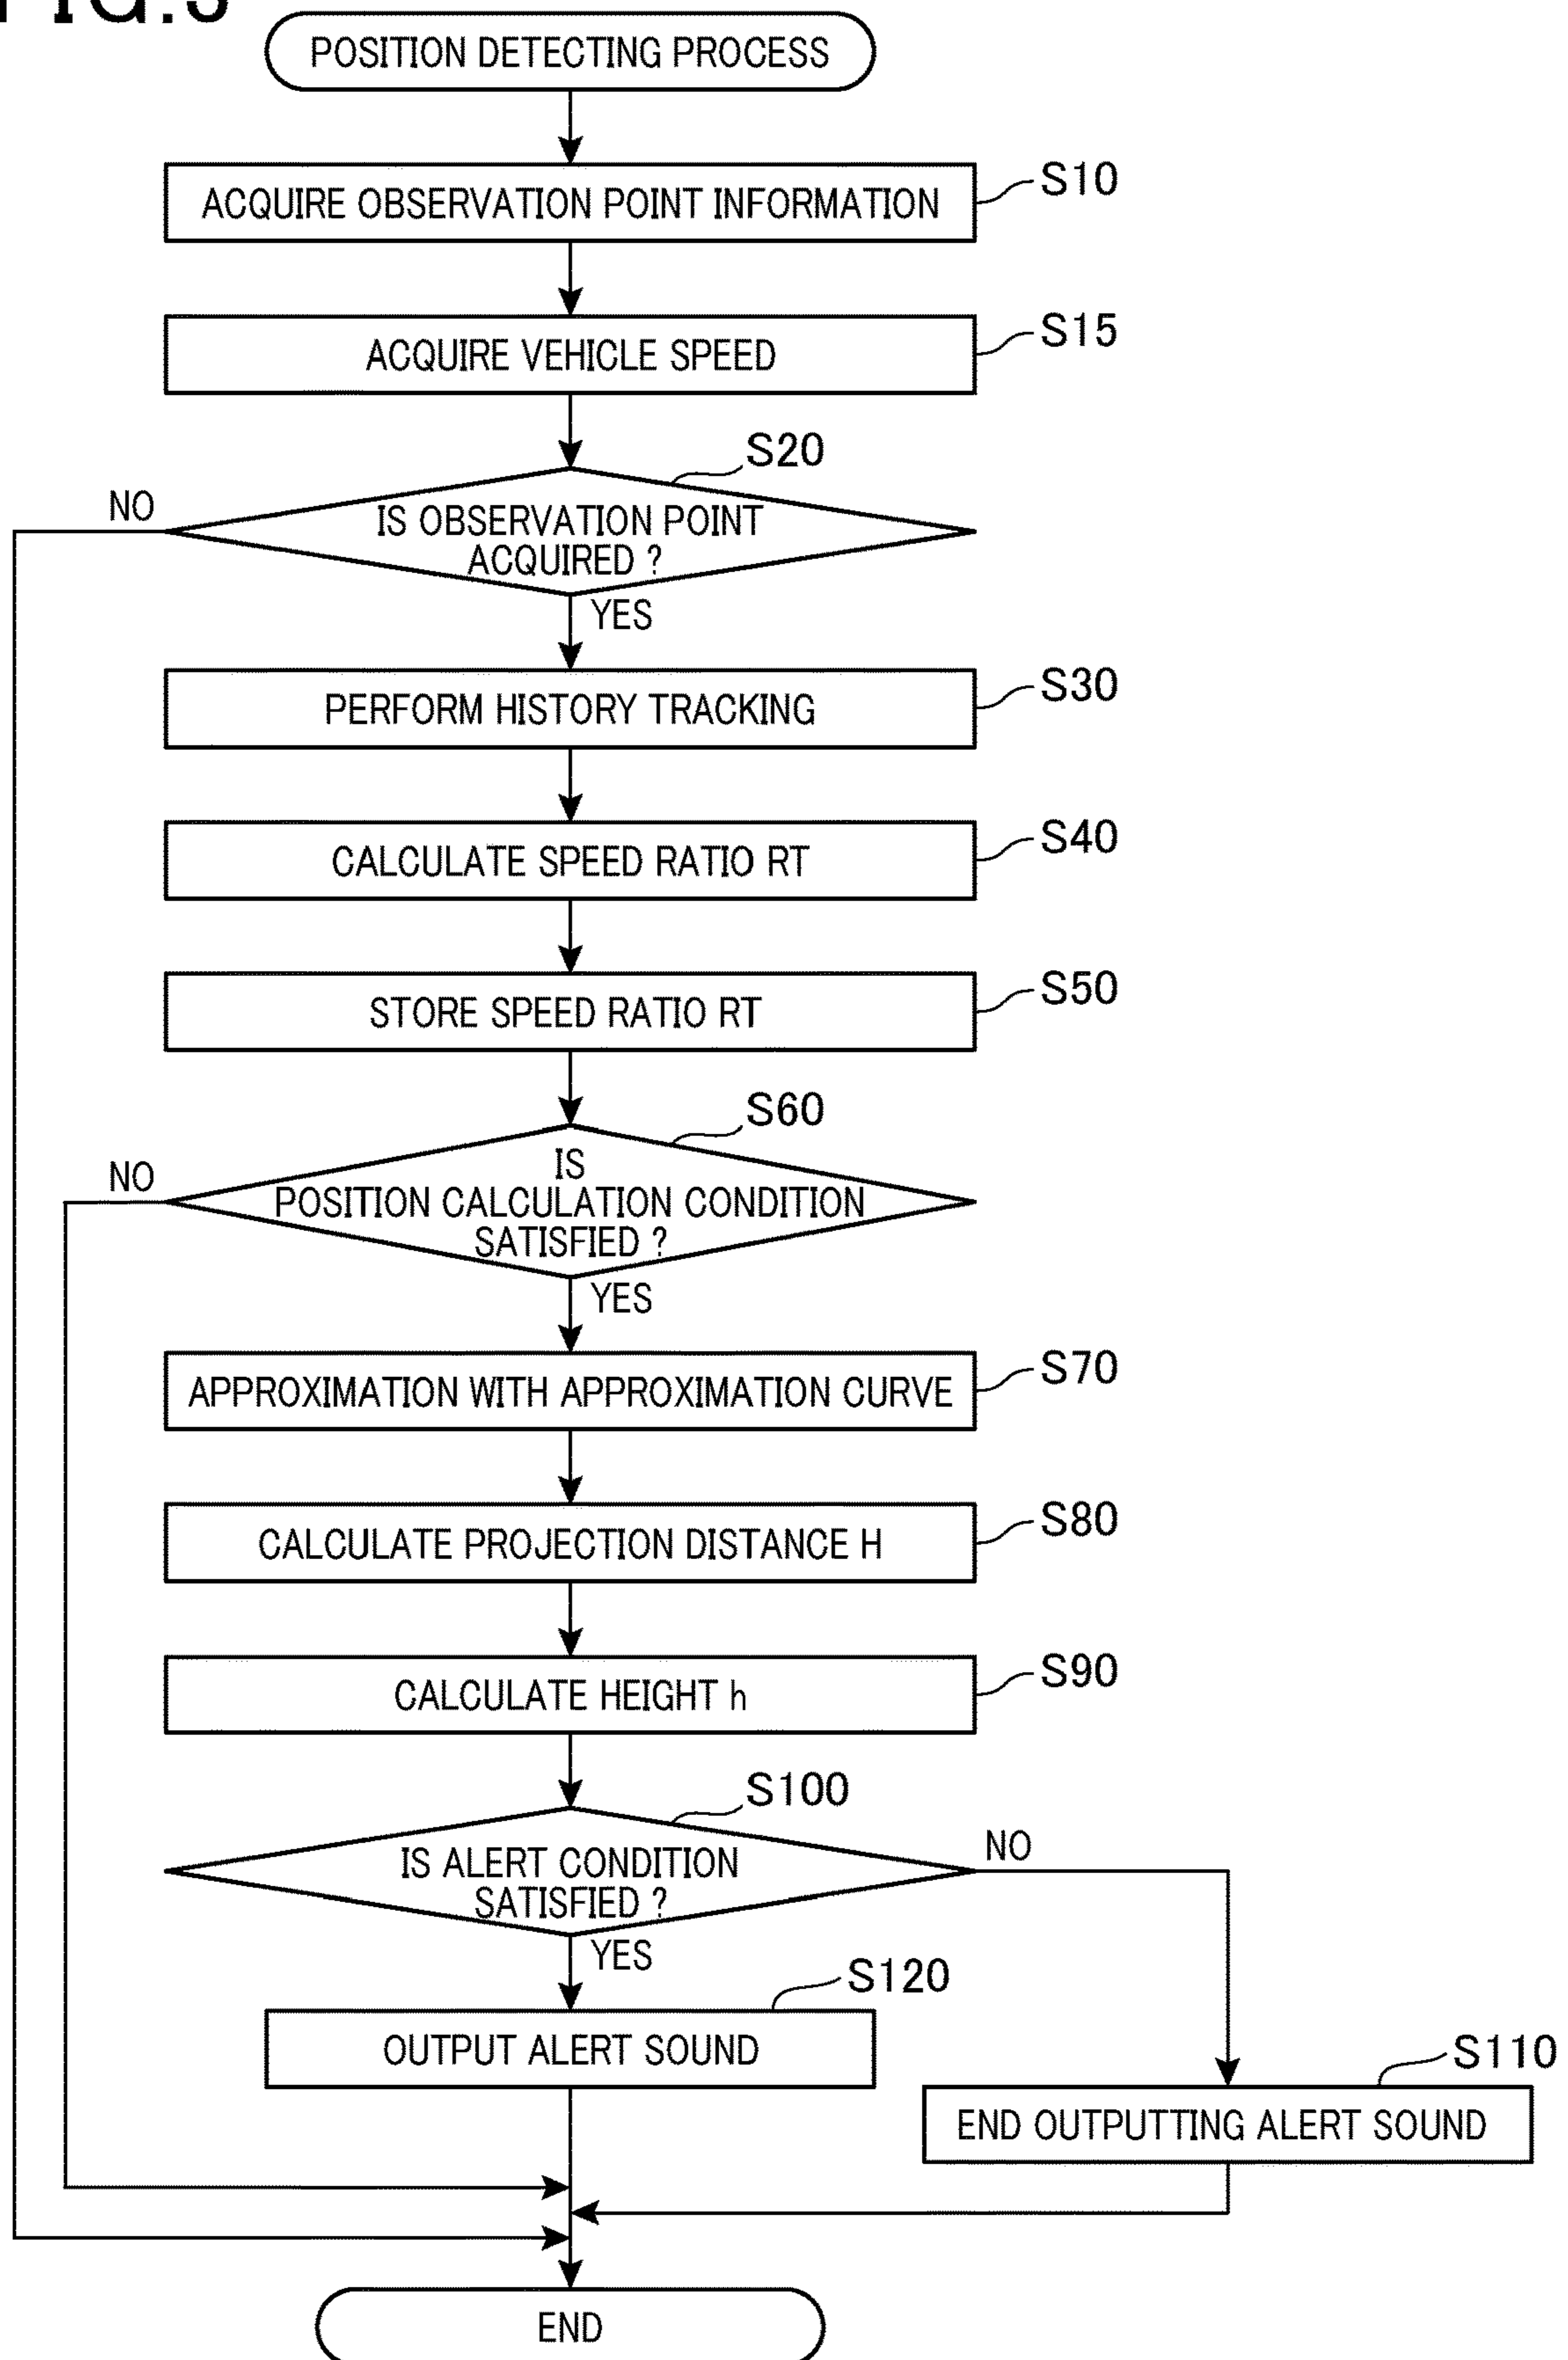 POSITION DETECTING PROCESS
ACQUIRE OBSERVATION POINT INFORMATION
S10
ACQUIRE VEHICLE SPEED
S15
S20
NO
IS OBSERVATION POINT
ACQUIRED ?
YES
PERFORM HISTORY TRACKING
S30
CALCULATE SPEED RATIO RT
S40
STORE SPEED RATIO RT
S50
S60
NO
IS
POSITION CALCULATION CONDITION
SATISFIED ?
YES
APPROXIMATION WITH APPROXIMATION CURVE
S70
CALCULATE PROJECTION DISTANCE H
S80
CALCULATE HEIGHT h
S90
S100
NO
IS ALERT CONDITION
SATISFIED ?
YES
S120
OUTPUT ALERT SOUND
S110
END OUTPUTTING ALERT SOUND
END